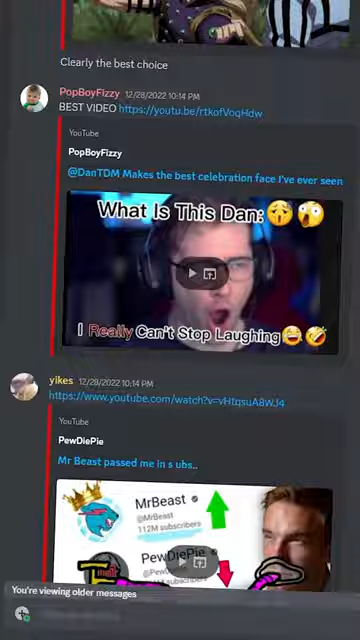 Clearly the best choice
PopBoyFizzy 12/28/2022 10:14 PM
BEST VIDEO https://youtu.be/rtkofVoqHdw
YouTube
PopBoyFizzy
@DanTDM Makes the best celebration face I've ever seen
What Is This Dan:
I Really Can't Stop Laughing
yikes 12/28/2022 10:14 PM
https://www.youtube.com/watch?v=vHtqsuA8WJ4
YouTube
PewDiePie
Mr Beast passed me in s ubs..
MrBeast
@MrBeast
112M subscribers
PewDiePie
subscribers
You're viewing older messages